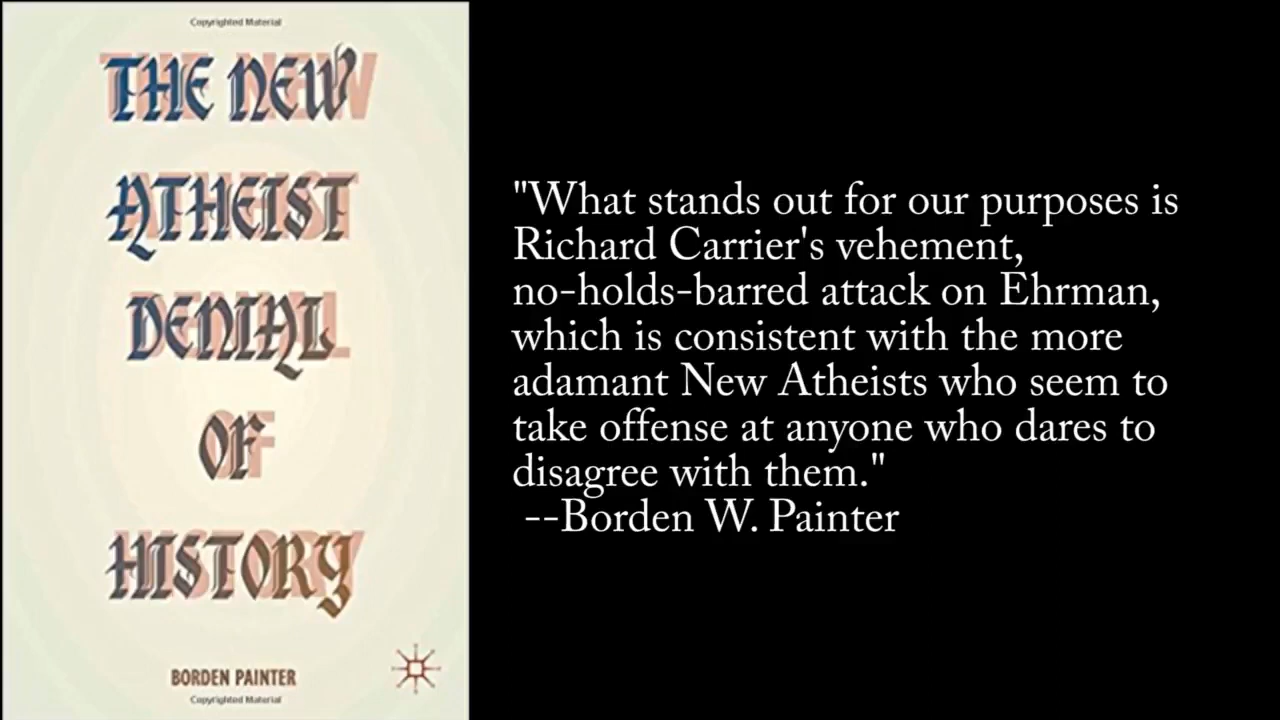 Copyrighted Material
THE NEW
ATHEIST
DENIAL
OF
HISTORY
BORDEN PAINTER
Copyrighted Material
"What stands out for our purposes is
Richard Carrier's vehement,
no-holds-barred attack on Ehrman,
which is consistent with the more
adamant New Atheists who seem to
take offense at anyone who dares to
disagree with them."
--Borden W. Painter